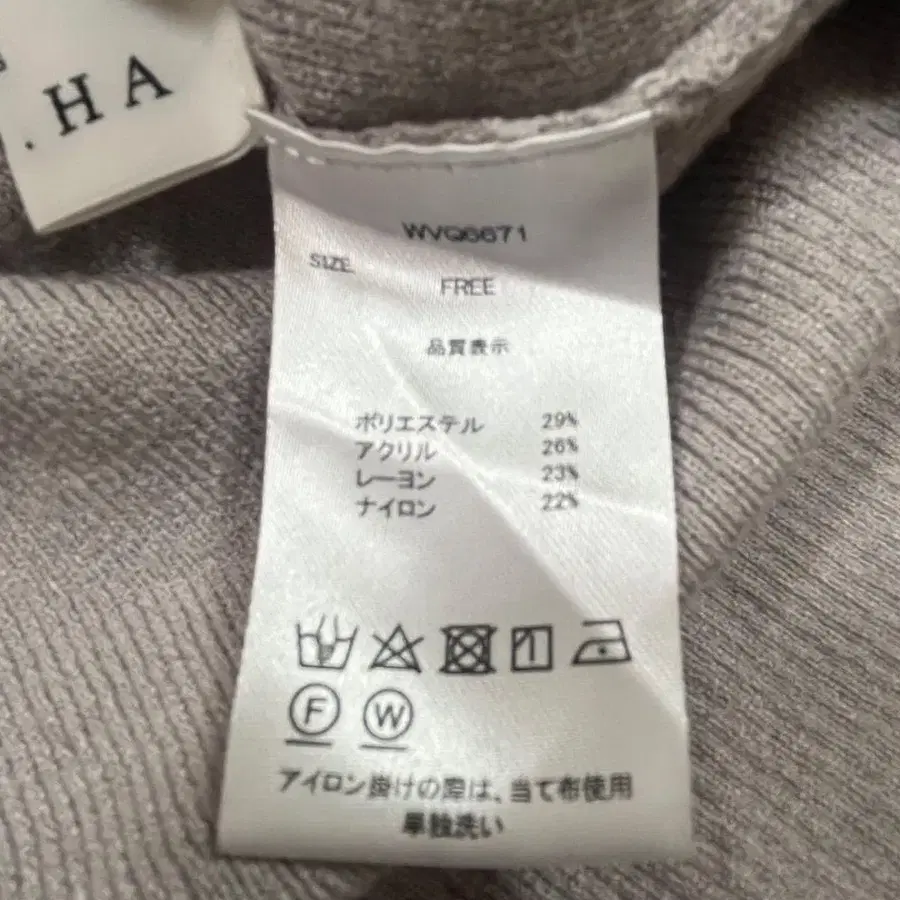 .HA
WVQ6671
SIZE
FREE
品質表示
ポリエステル 29%
アクリル 26%
レーヨン 23%
ナイロン 22%
F W
アイロン掛けの際は、当て布使用
単独洗い